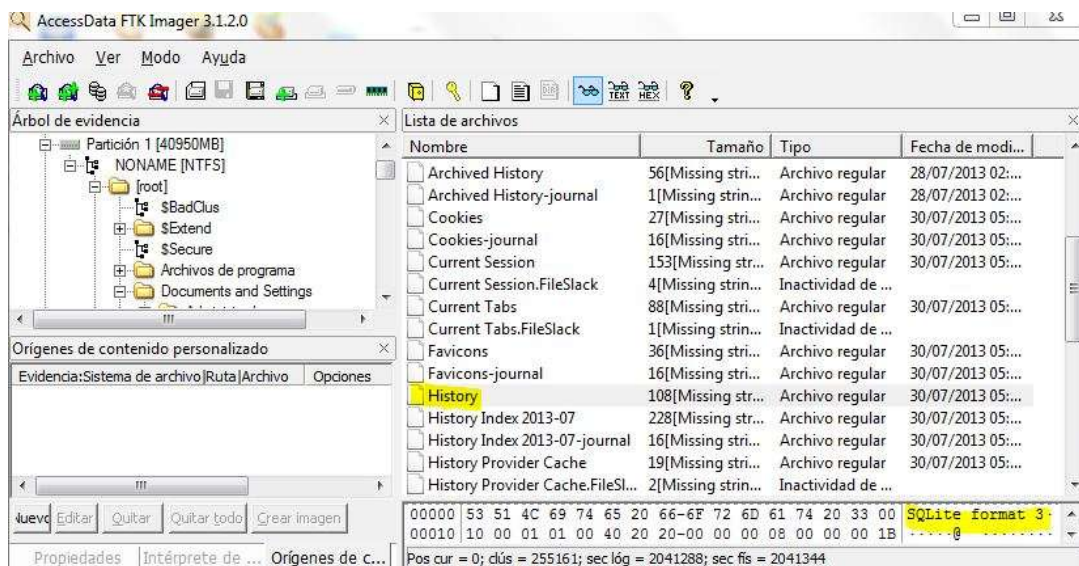 AccessData FTK Imager 3.1.2.0
Archivo Ver Modo Ayuda
Árbol de evidencia
Partición 1 [40950MB]
NONAME [NTFS]
[root]
$BadClus
$Extend
$Secure
Archivos de programa
Documents and Settings
Orígenes de contenido personalizado
Evidencia:Sistema de archivo|Ruta|Archivo Opciones
Editar Quitar Quitar todo Crear imagen
Propiedades Intérprete de ... Orígenes de c...
Lista de archivos
Nombre Tamaño Tipo Fecha de modi...
Archived History 56[Missing stri... Archivo regular 28/07/2013 02:...
Archived History-journal 1[Missing strin... Archivo regular 28/07/2013 02:...
Cookies 27[Missing stri... Archivo regular 30/07/2013 05:...
Cookies-journal 16[Missing stri... Archivo regular 30/07/2013 05:...
Current Session 153[Missing str... Archivo regular 30/07/2013 05:...
Current Session.FileSlack 4[Missing strin... Inactividad de ...
Current Tabs 88[Missing stri... Archivo regular 30/07/2013 05:...
Current Tabs.FileSlack 1[Missing strin... Inactividad de ...
Favicons 36[Missing stri... Archivo regular 30/07/2013 05:...
Favicons-journal 16[Missing stri... Archivo regular 30/07/2013 05:...
History 108[Missing str... Archivo regular 30/07/2013 05:...
History Index 2013-07 228[Missing str... Archivo regular 30/07/2013 05:...
History Index 2013-07-journal 16[Missing stri... Archivo regular 30/07/2013 05:...
History Provider Cache 19[Missing stri... Archivo regular 30/07/2013 05:...
History Provider Cache.FileSl... 2[Missing strin... Inactividad de ...
00000 53 51 4C 69 74 65 20 66-6F 72 6D 61 74 20 33 00 SQLite format 3·
00010 10 00 01 01 00 40 20 20-00 00 00 08 00 00 00 1B ·····@ ········
Pos cur = 0; clús = 255161; sec lóg = 2041288; sec fís = 2041344